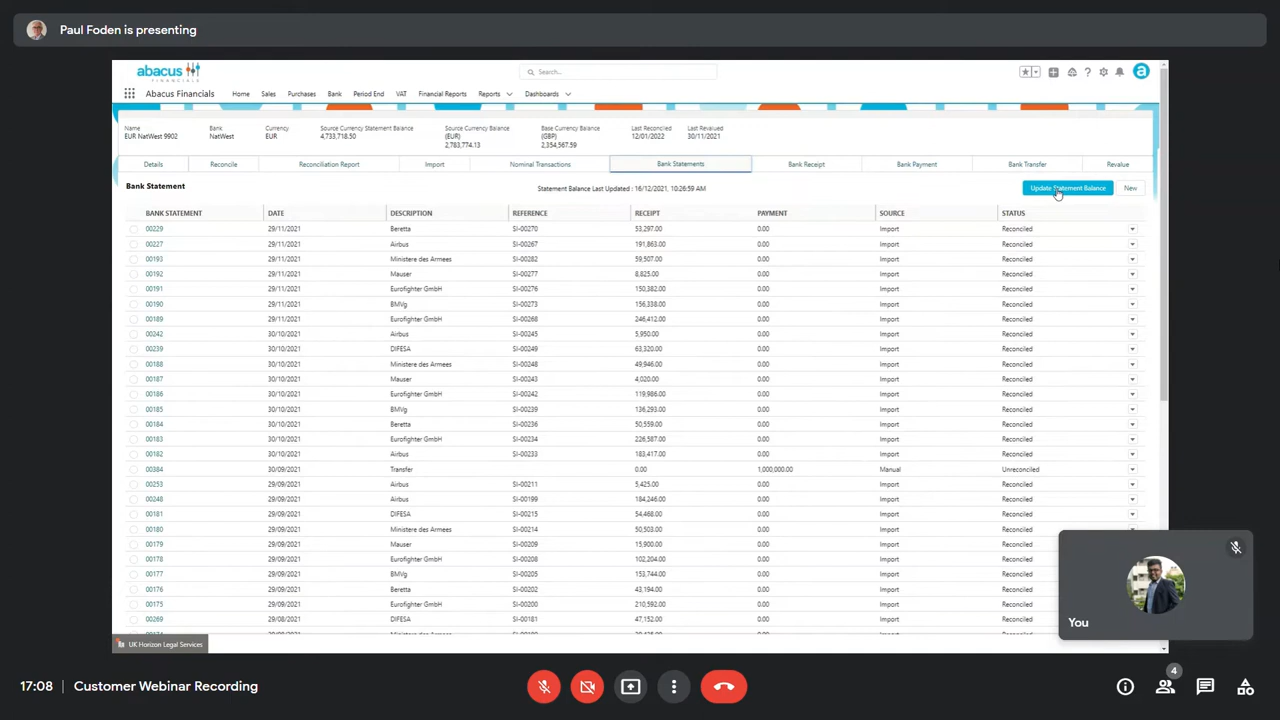 Paul Foden is presenting
abacus
FINANCIALS
Search...
Abacus Financials Home Sales Purchases Bank Period End VAT Financial Reports Reports Dashboards
Name Bank Currency Source Currency Statement Balance Source Currency Balance Base Currency Balance Last Reconciled Last Revalued
EUR NatWest 9902 NatWest EUR 4,733,718.50 (EUR) (GBP) 12/01/2022 30/11/2021
2,783,774.13 2,354,567.59
Details Reconcile Reconciliation Report Import Nominal Transactions Bank Statements Bank Receipt Bank Payment Bank Transfer Revalue
Bank Statement Statement Balance Last Updated : 16/12/2021, 10:26:59 AM Update Statement Balance New
BANK STATEMENT DATE DESCRIPTION REFERENCE RECEIPT PAYMENT SOURCE STATUS
00229 29/11/2021 Beretta SI-00270 53,297.00 0.00 Import Reconciled
00227 29/11/2021 Airbus SI-00267 191,863.00 0.00 Import Reconciled
00193 29/11/2021 Ministere des Armees SI-00282 59,507.00 0.00 Import Reconciled
00192 29/11/2021 Mauser SI-00277 8,825.00 0.00 Import Reconciled
00191 29/11/2021 Eurofighter GmbH SI-00276 150,382.00 0.00 Import Reconciled
00190 29/11/2021 BMVg SI-00273 156,338.00 0.00 Import Reconciled
00189 29/11/2021 Eurofighter GmbH SI-00268 246,412.00 0.00 Import Reconciled
00242 30/10/2021 Airbus SI-00245 5,950.00 0.00 Import Reconciled
00239 30/10/2021 DIFESA SI-00249 63,320.00 0.00 Import Reconciled
00188 30/10/2021 Ministere des Armees SI-00248 49,946.00 0.00 Import Reconciled
00187 30/10/2021 Mauser SI-00243 4,020.00 0.00 Import Reconciled
00186 30/10/2021 Eurofighter GmbH SI-00242 119,986.00 0.00 Import Reconciled
00185 30/10/2021 BMVg SI-00239 136,293.00 0.00 Import Reconciled
00184 30/10/2021 Beretta SI-00236 50,559.00 0.00 Import Reconciled
00183 30/10/2021 Eurofighter GmbH SI-00234 226,587.00 0.00 Import Reconciled
00182 30/10/2021 Airbus SI-00233 183,417.00 0.00 Import Reconciled
00384 30/09/2021 Transfer 0.00 1,000,000.00 Manual Unreconciled
00253 29/09/2021 Airbus SI-00211 5,425.00 0.00 Import Reconciled
00248 29/09/2021 Airbus SI-00199 184,246.00 0.00 Import Reconciled
00181 29/09/2021 DIFESA SI-00215 54,468.00 0.00 Import Reconciled
00180 29/09/2021 Ministere des Armees SI-00214 50,503.00 0.00 Import Reconciled
00179 29/09/2021 Mauser SI-00209 15,900.00 0.00 Import Reconciled
00178 29/09/2021 Eurofighter GmbH SI-00208 102,204.00 0.00 Import Reconciled
00177 29/09/2021 BMVg SI-00205 153,744.00 0.00 Import Reconciled
00176 29/09/2021 Beretta SI-00202 43,194.00 0.00 Import Reconciled
00175 29/09/2021 Eurofighter GmbH SI-00200 210,592.00 0.00 Import Reconciled
00269 29/08/2021 DIFESA SI-00181 47,152.00 0.00 Import Reconciled
UK Horizon Legal Services
You
17:08 | Customer Webinar Recording
4